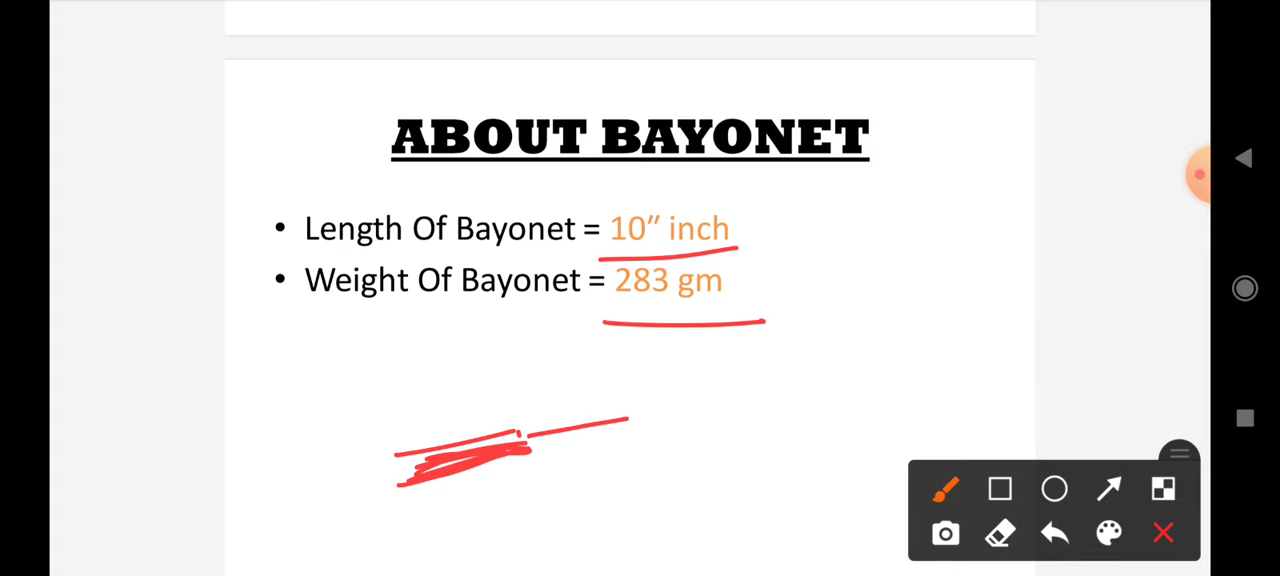 ABOUT BAYONET
• Length Of Bayonet = 10″ inch
• Weight Of Bayonet = 283 gm